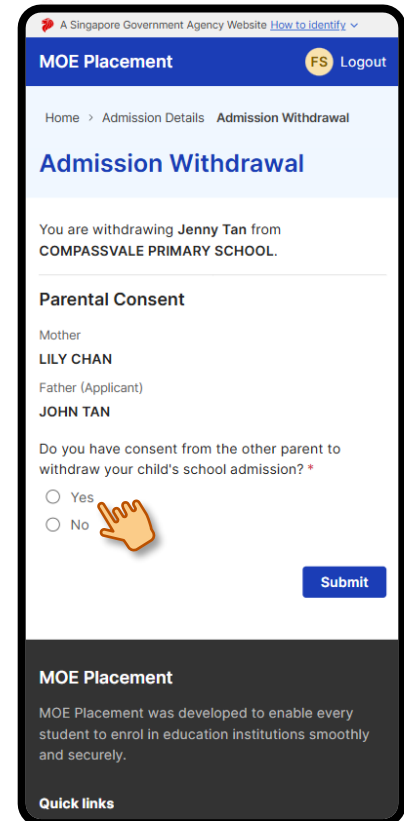 A Singapore Government Agency Website How to identify
MOE Placement FS Logout
Home > Admission Details Admission Withdrawal
Admission Withdrawal
You are withdrawing Jenny Tan from
COMPASSVALE PRIMARY SCHOOL.
Parental Consent
Mother
LILY CHAN
Father (Applicant)
JOHN TAN
Do you have consent from the other parent to
withdraw your child's school admission? *
Yes
No
Submit
MOE Placement
MOE Placement was developed to enable every
student to enrol in education institutions smoothly
and securely.
Quick links